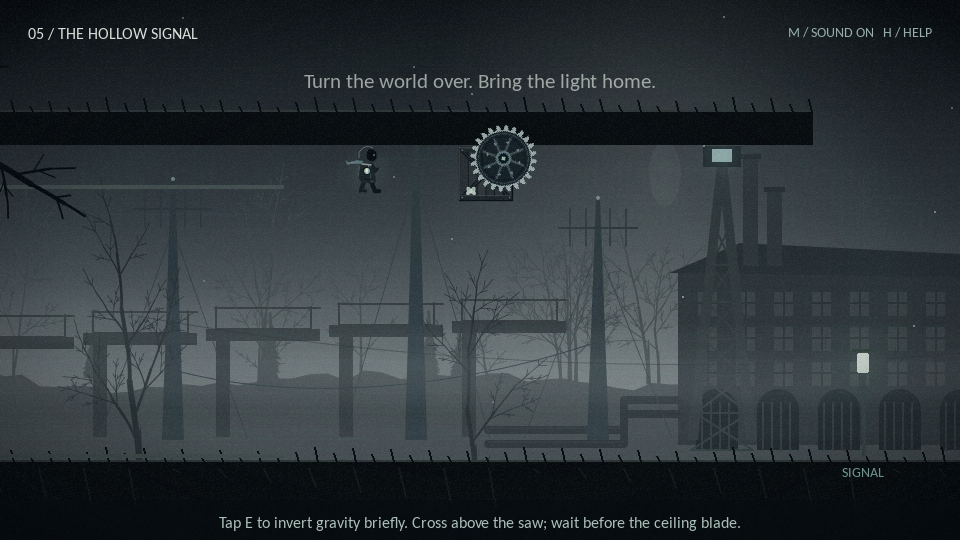 05 / THE HOLLOW SIGNAL
M / SOUND ON H / HELP
Turn the world over. Bring the light home.
SIGNAL
Tap E to invert gravity briefly. Cross above the saw; wait before the ceiling blade.